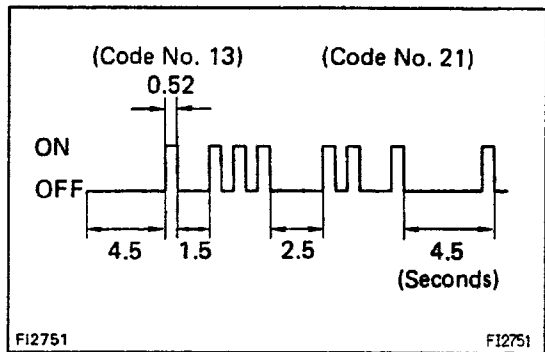 (Code No. 13) (Code No. 21)
0.52
ON
OFF
4.5 1.5 2.5 4.5
(Seconds)
FI2751 FI2751